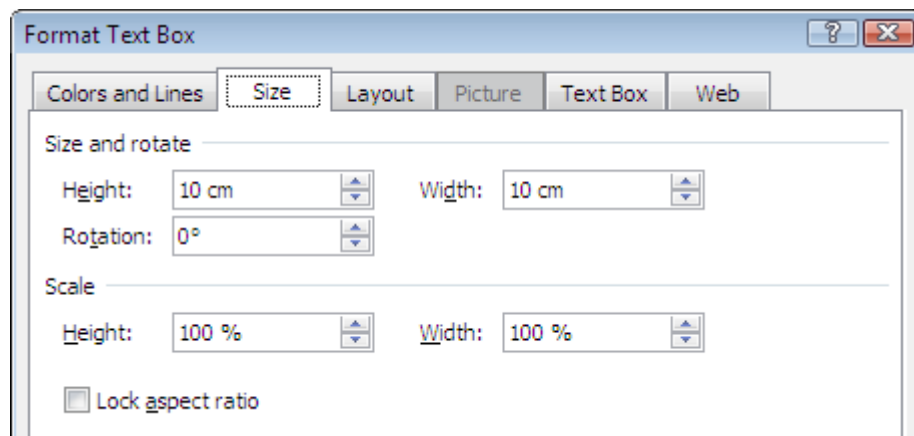 Format Text Box
Colors and Lines Size Layout Picture Text Box Web
Size and rotate
Height: 10 cm Width: 10 cm
Rotation: 0°
Scale
Height: 100 % Width: 100 %
Lock aspect ratio